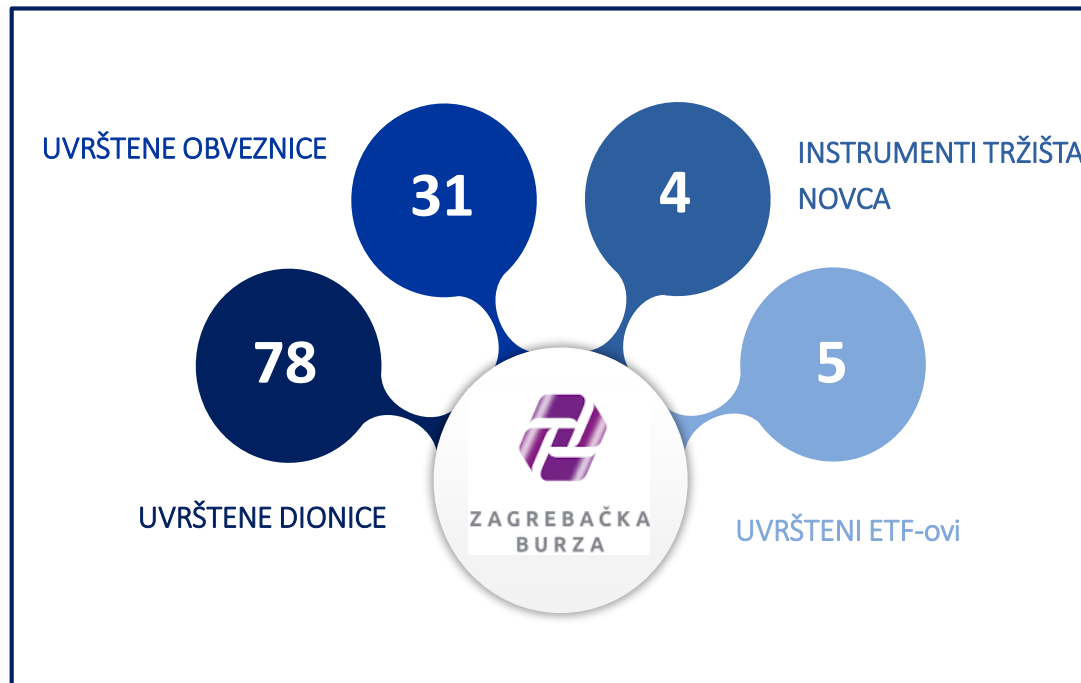 UVRŠTENE OBVEZNICE
31
4
INSTRUMENTI TRŽIŠTA
NOVCA
78
5
UVRŠTENE DIONICE
ZAGREBAČKA
BURZA
UVRŠTENI ETF-ovi